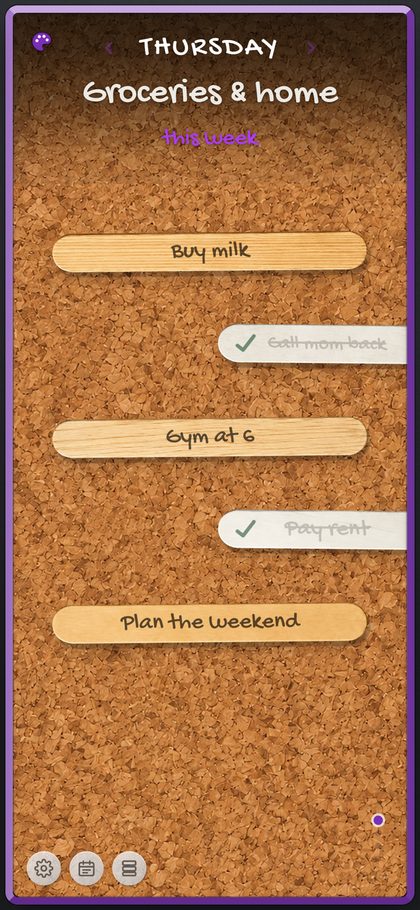 THURSDAY
Groceries & home
this week
Buy milk
Call mom back
Gym at 6
Pay rent
Plan the weekend